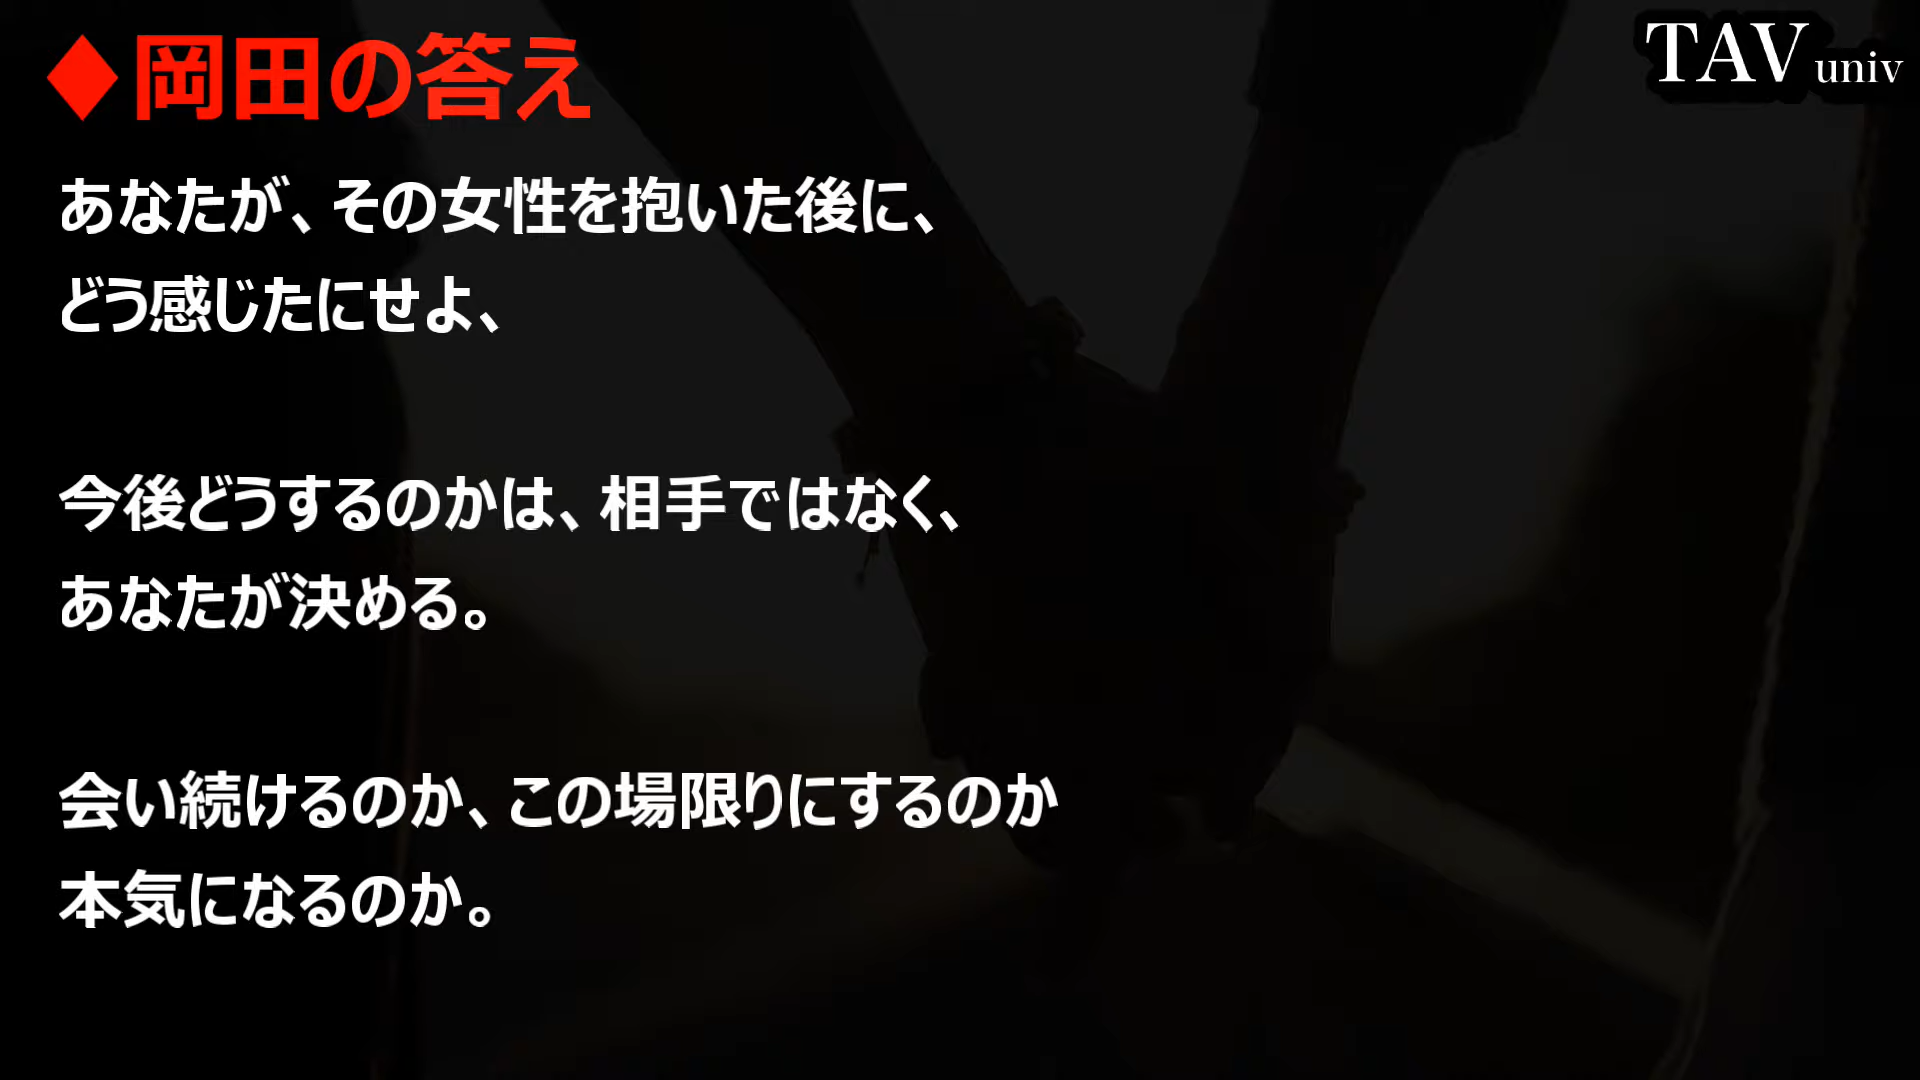 ◆岡田の答え
TAV univ
あなたが、その女性を抱いた後に、
どう感じたにせよ、
今後どうするのかは、相手ではなく、
あなたが決める。
会い続けるのか、この場限りにするのか
本気になるのか。